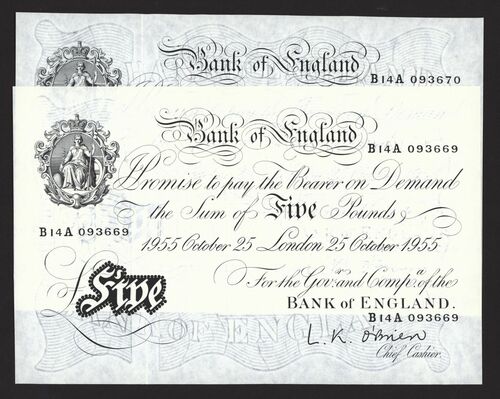 Bank of England
B14A 093670
Bank of England
B14A 093669
Promise to pay the Bearer on Demand
the Sum of Five Pounds
B14A 093669
1955 October 25 London 25 October 1955
For the Gov.r and Comp.a of the
BANK of ENGLAND.
£ Five
B14A 093669
L. K. O'Brien
Chief Cashier.